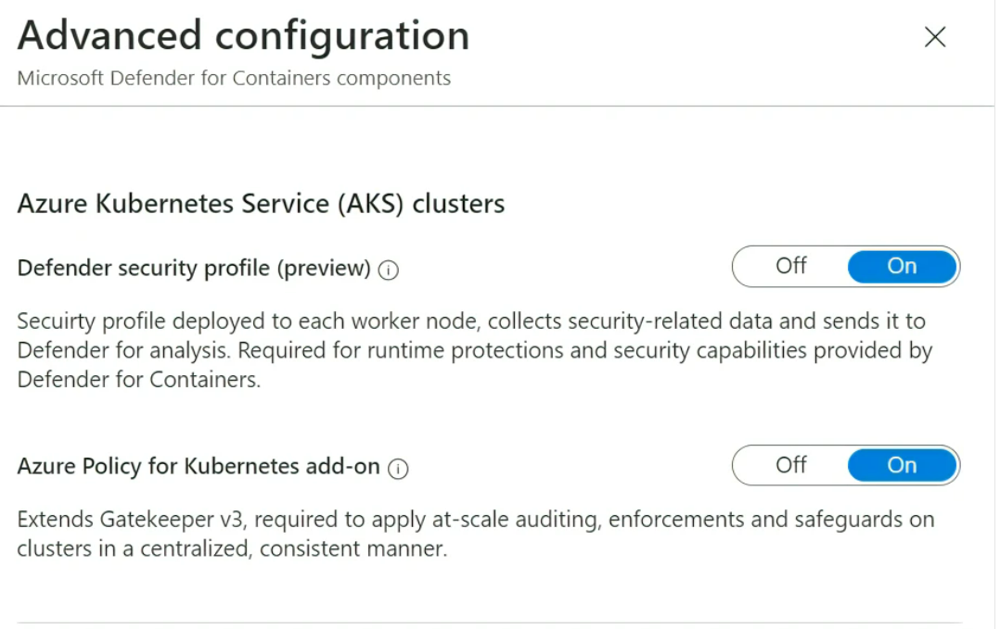 Advanced configuration
Microsoft Defender for Containers components
Azure Kubernetes Service (AKS) clusters
Defender security profile (preview)
Off On
Secuirty profile deployed to each worker node, collects security-related data and sends it to
Defender for analysis. Required for runtime protections and security capabilities provided by
Defender for Containers.
Azure Policy for Kubernetes add-on
Off On
Extends Gatekeeper v3, required to apply at-scale auditing, enforcements and safeguards on
clusters in a centralized, consistent manner.